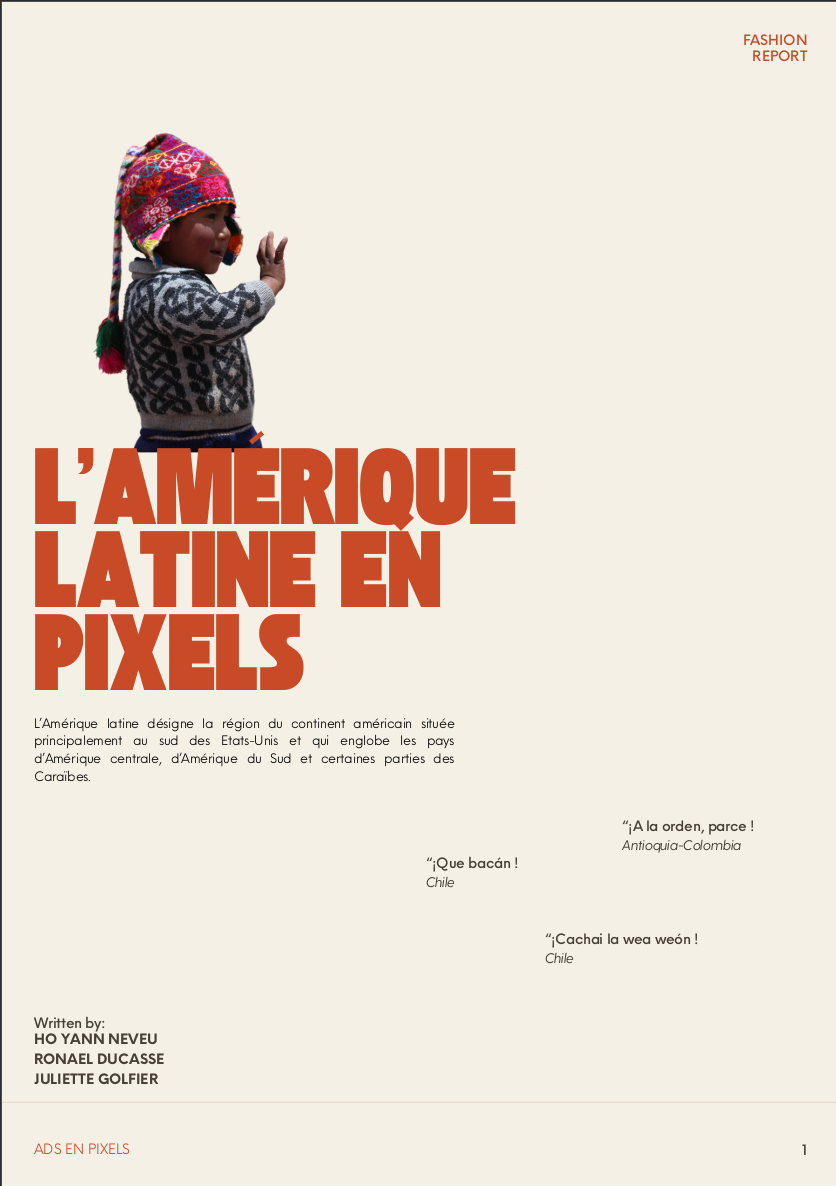 FASHION
REPORT
L’AMERIQUE
LATINE EN
PIXELS
L’Amérique latine désigne la région du continent américain située
principalement au sud des Etats-Unis et qui englobe les pays
d’Amérique centrale, d’Amérique du Sud et certaines parties des
Caraïbes.
“¡A la orden, parce !
Antioquia-Colombia
“¡Que bacán !
Chile
“¡Cachai la wea weón !
Chile
Written by:
HO YANN NEVEU
RONAEL DUCASSE
JULIETTE GOLFIER
ADS EN PIXELS
1